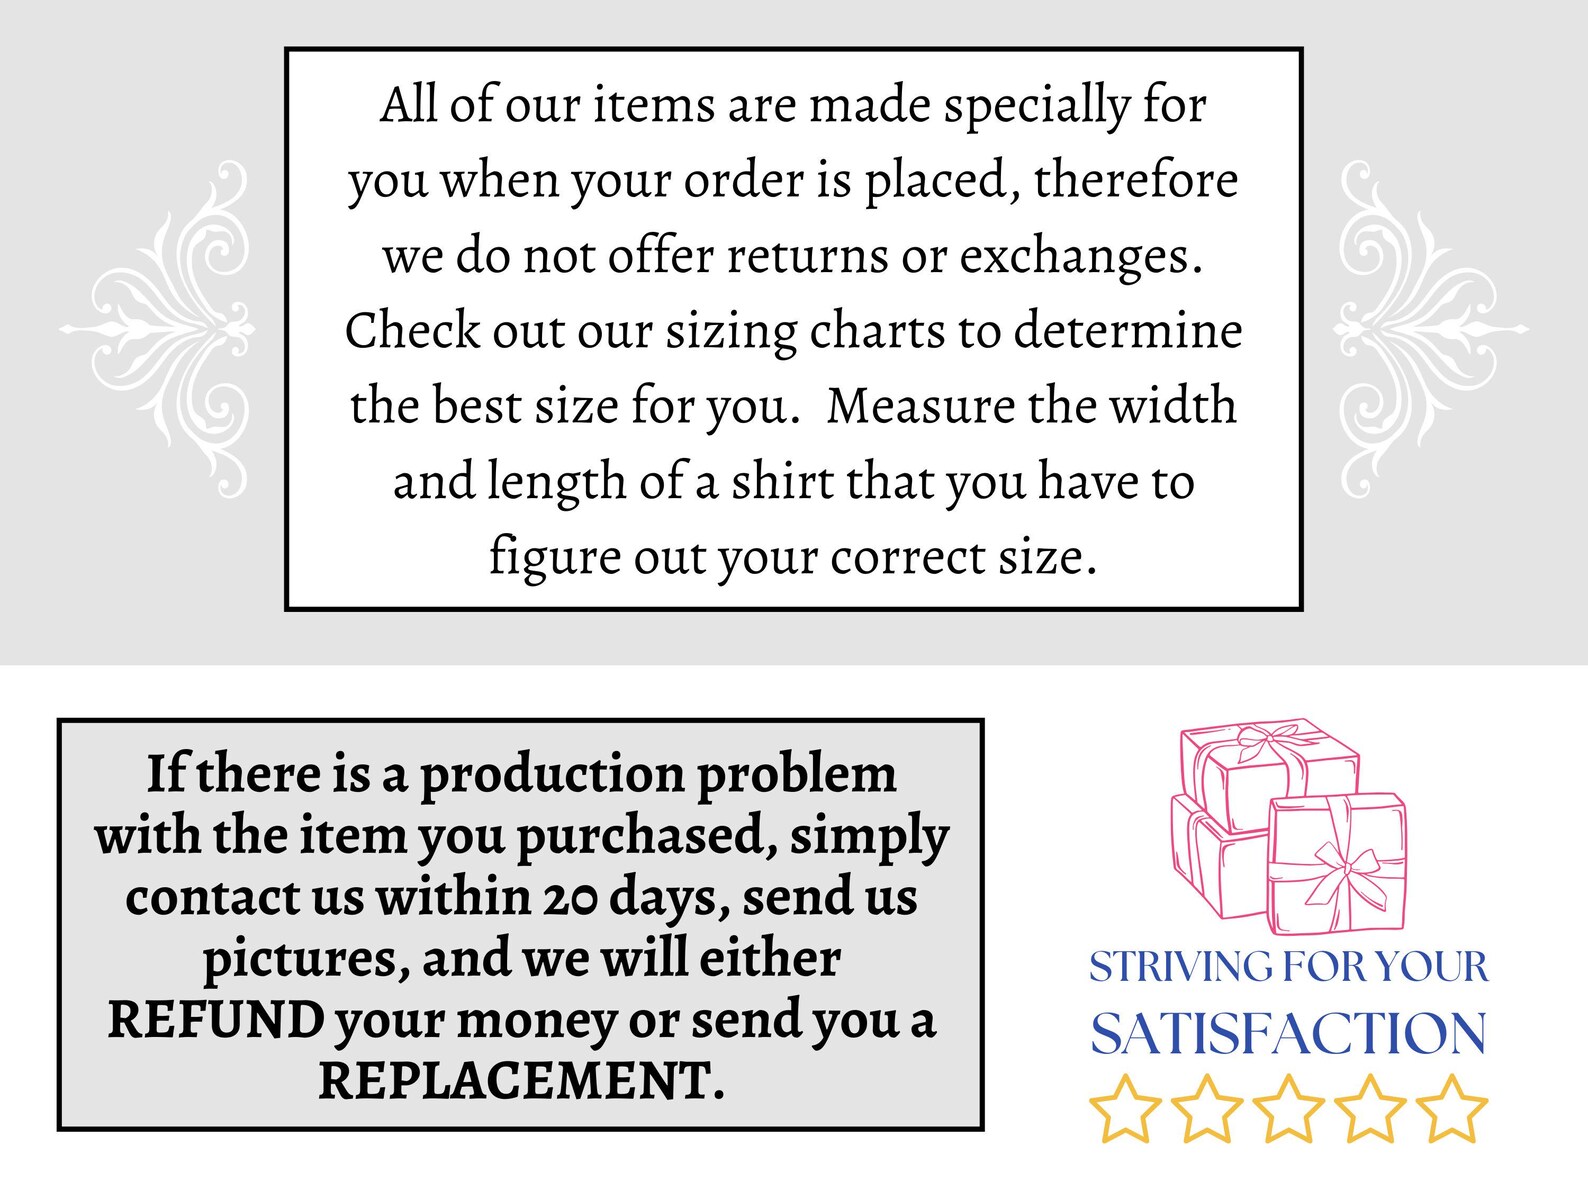 All of our items are made specially for
you when your order is placed, therefore
we do not offer returns or exchanges.
Check out our sizing charts to determine
the best size for you.  Measure the width
and length of a shirt that you have to
figure out your correct size.
If there is a production problem
with the item you purchased, simply
contact us within 20 days, send us
pictures, and we will either
REFUND your money or send you a
REPLACEMENT.
STRIVING FOR YOUR
SATISFACTION